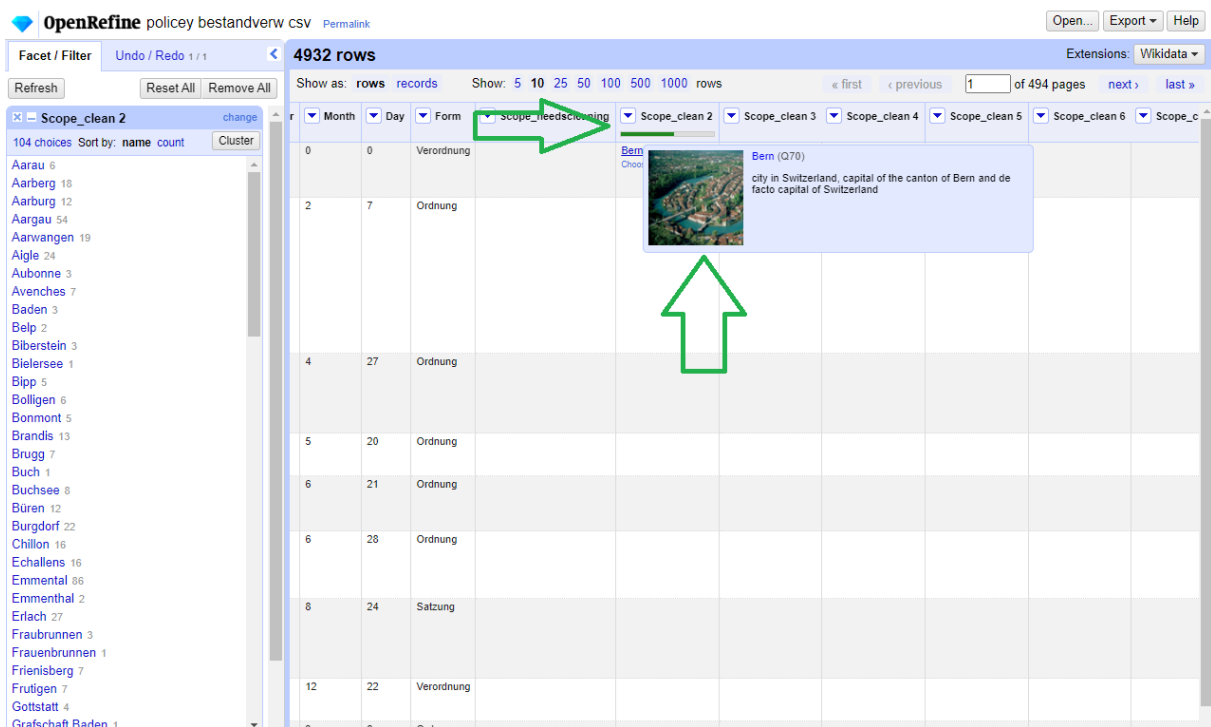 OpenRefine policey bestandverw csv Permalink
Open... Export Help
Facet / Filter Undo / Redo 1 / 1
4932 rows
Extensions: Wikidata
Refresh Reset All Remove All
Show as: rows records Show: 5 10 25 50 100 500 1000 rows
« first ‹ previous 1 of 494 pages next › last »
Scope_clean 2 change
104 choices Sort by: name count Cluster
r Month Day Form Scope_needscleaning Scope_clean 2 Scope_clean 3 Scope_clean 4 Scope_clean 5 Scope_clean 6 Scope_c
0 0 Verordnung Bern
Choos
Bern (Q70)
city in Switzerland, capital of the canton of Bern and de
facto capital of Switzerland
2 7 Ordnung
4 27 Ordnung
5 20 Ordnung
6 21 Ordnung
6 28 Ordnung
8 24 Satzung
12 22 Verordnung
Aarau 6
Aarberg 18
Aarburg 12
Aargau 54
Aarwangen 19
Aigle 24
Aubonne 3
Avenches 7
Baden 3
Belp 2
Biberstein 3
Bielersee 1
Bipp 5
Bolligen 6
Bonmont 5
Brandis 13
Brugg 7
Buch 1
Buchsee 8
Büren 12
Burgdorf 22
Chillon 16
Echallens 16
Emmental 86
Emmenthal 2
Erlach 27
Fraubrunnen 3
Frauenbrunnen 1
Frienisberg 7
Frutigen 7
Gottstatt 4
Grafschaft Baden 1